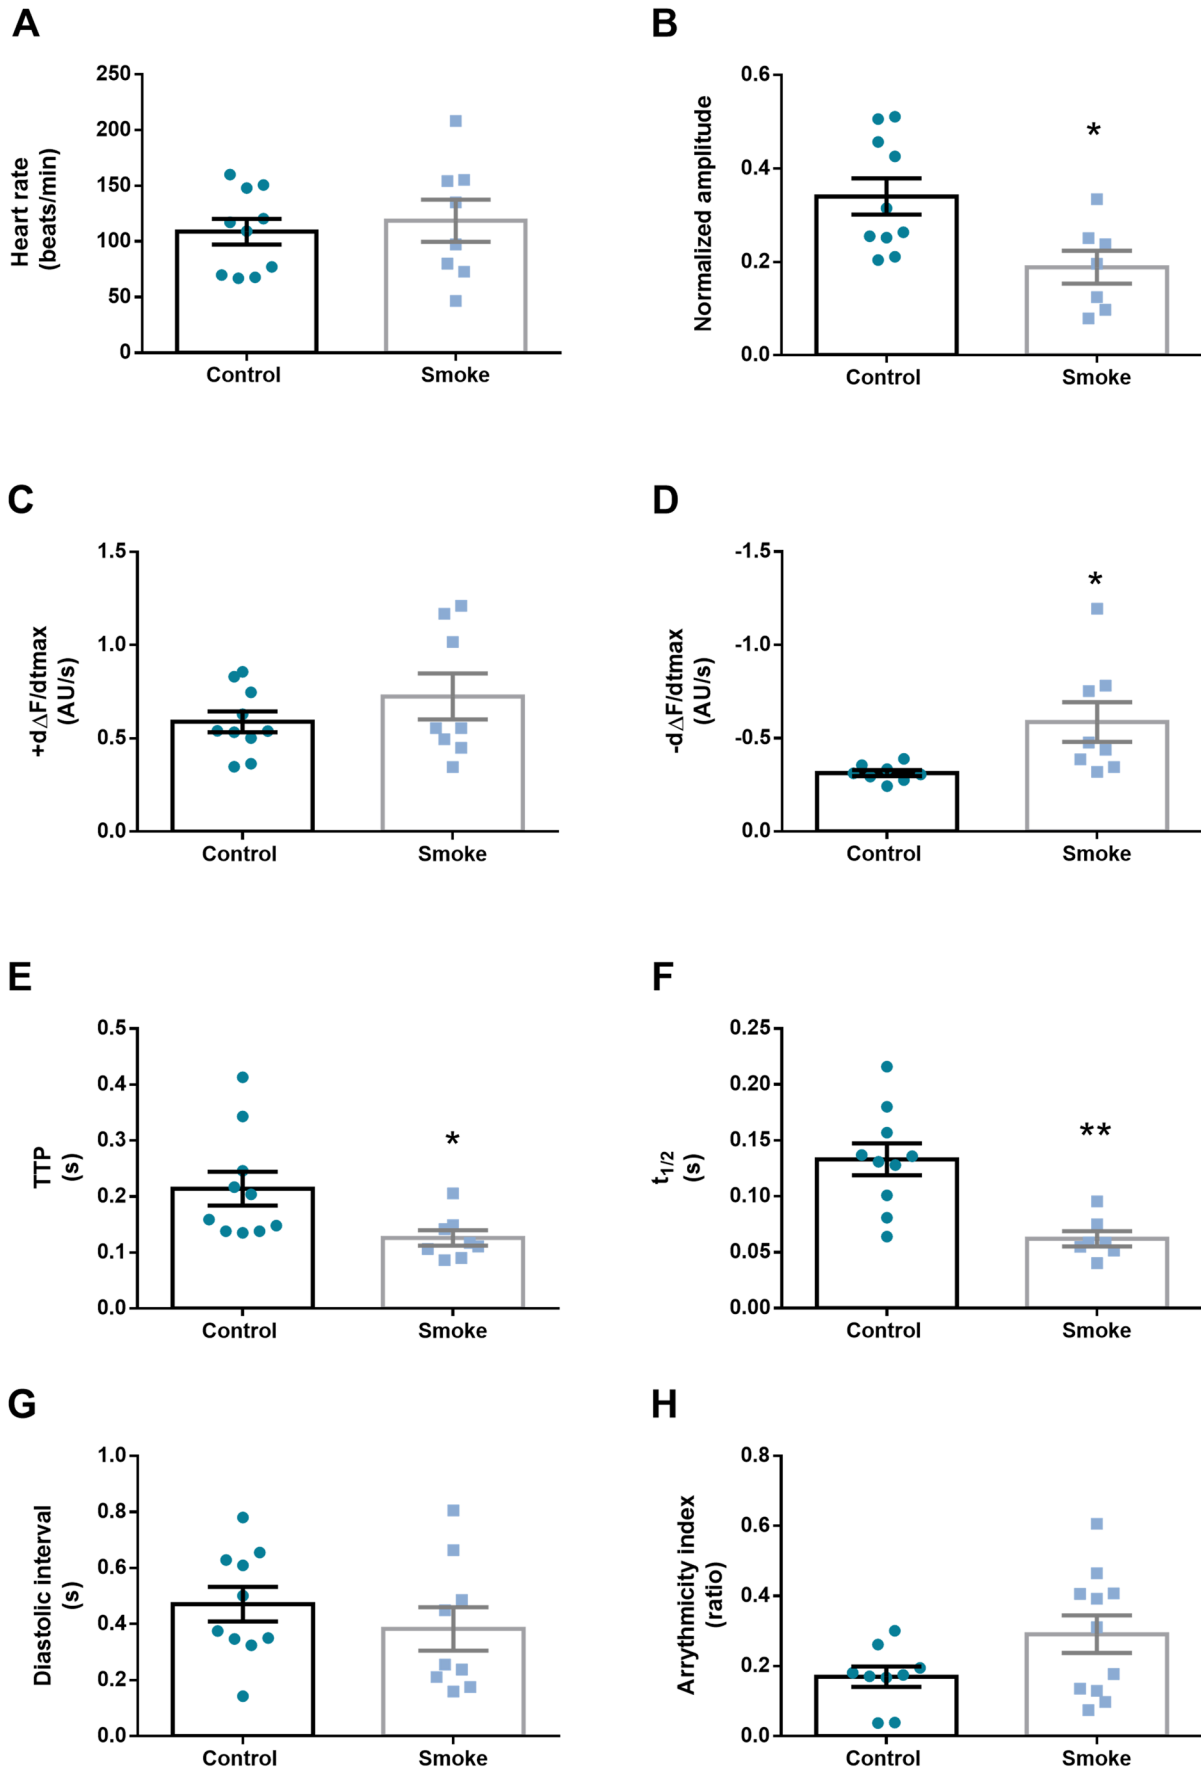 A
Heart rate
(beats/min)
250
200
150
100
50
0
Control
Smoke
B
Normalized amplitude
0.6
0.4
0.2
0.0
*
Control
Smoke
C
+dΔF/dtmax
(AU/s)
1.5
1.0
0.5
0.0
Control
Smoke
D
-dΔF/dtmax
(AU/s)
-1.5
-1.0
-0.5
0.0
*
Control
Smoke
E
TTP
(s)
0.5
0.4
0.3
0.2
0.1
0.0
*
Control
Smoke
F
t1/2
(s)
0.25
0.20
0.15
0.10
0.05
0.00
**
Control
Smoke
G
Diastolic interval
(s)
1.0
0.8
0.6
0.4
0.2
0.0
Control
Smoke
H
Arrythmicity index
(ratio)
0.8
0.6
0.4
0.2
0.0
Control
Smoke